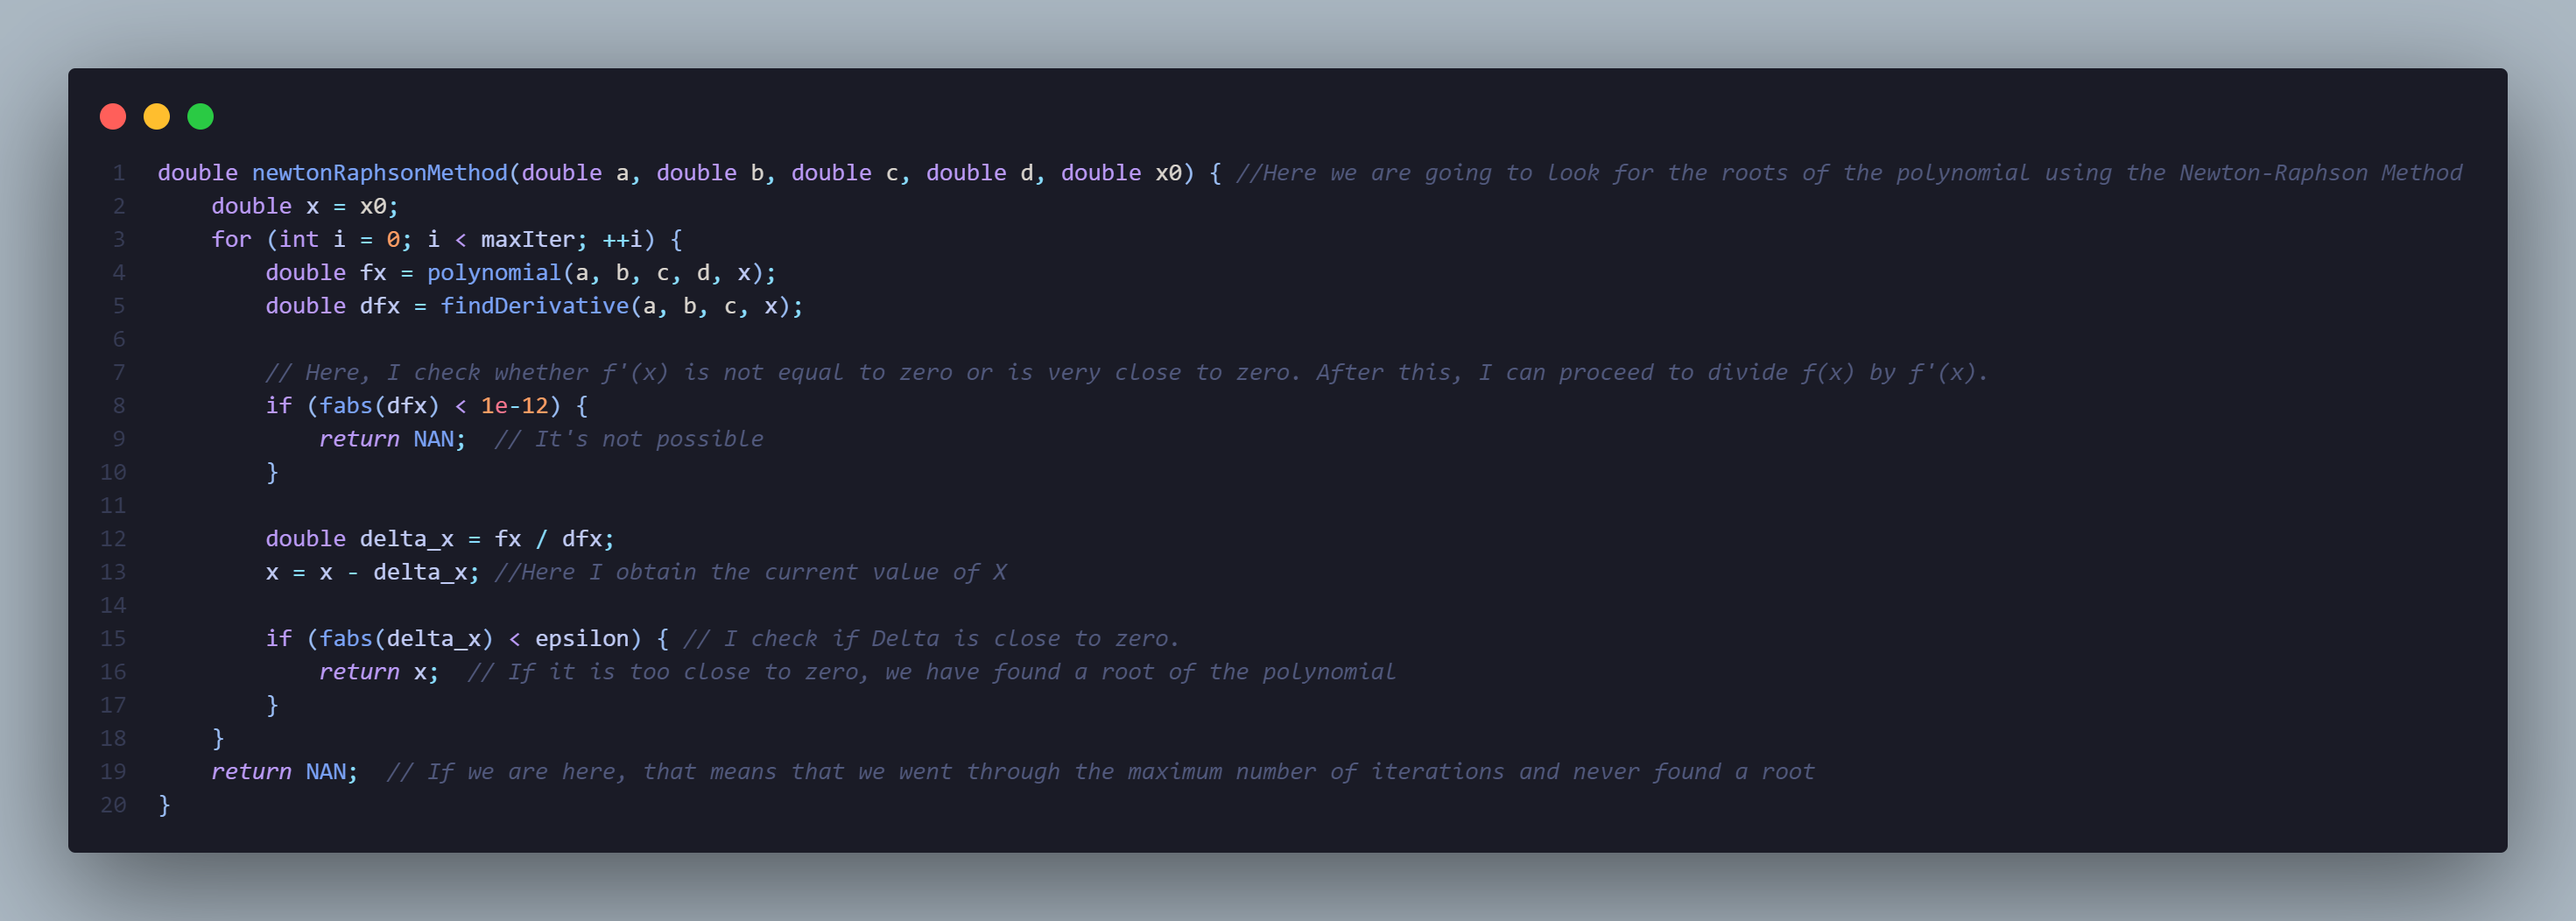 1 double newtonRaphsonMethod(double a, double b, double c, double d, double x0) { //Here we are going to look for the roots of the polynomial using the Newton-Raphson Method
2     double x = x0;
3     for (int i = 0; i < maxIter; ++i) {
4         double fx = polynomial(a, b, c, d, x);
5         double dfx = findDerivative(a, b, c, x);
6
7         // Here, I check whether f'(x) is not equal to zero or is very close to zero. After this, I can proceed to divide f(x) by f'(x).
8         if (fabs(dfx) < 1e-12) {
9             return NAN;  // It's not possible
10         }
11
12         double delta_x = fx / dfx;
13         x = x - delta_x; //Here I obtain the current value of X
14
15         if (fabs(delta_x) < epsilon) { // I check if Delta is close to zero.
16             return x;  // If it is too close to zero, we have found a root of the polynomial
17         }
18     }
19     return NAN;  // If we are here, that means that we went through the maximum number of iterations and never found a root
20 }